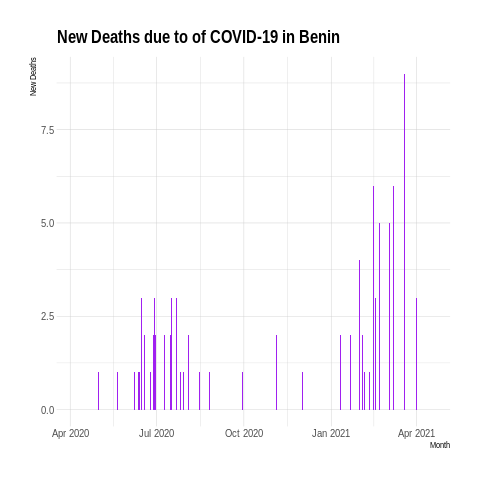 New Deaths due to of COVID-19 in Benin
New Deaths
7.5
5.0
2.5
0.0
Apr 2020 Jul 2020 Oct 2020 Jan 2021 Apr 2021
Month